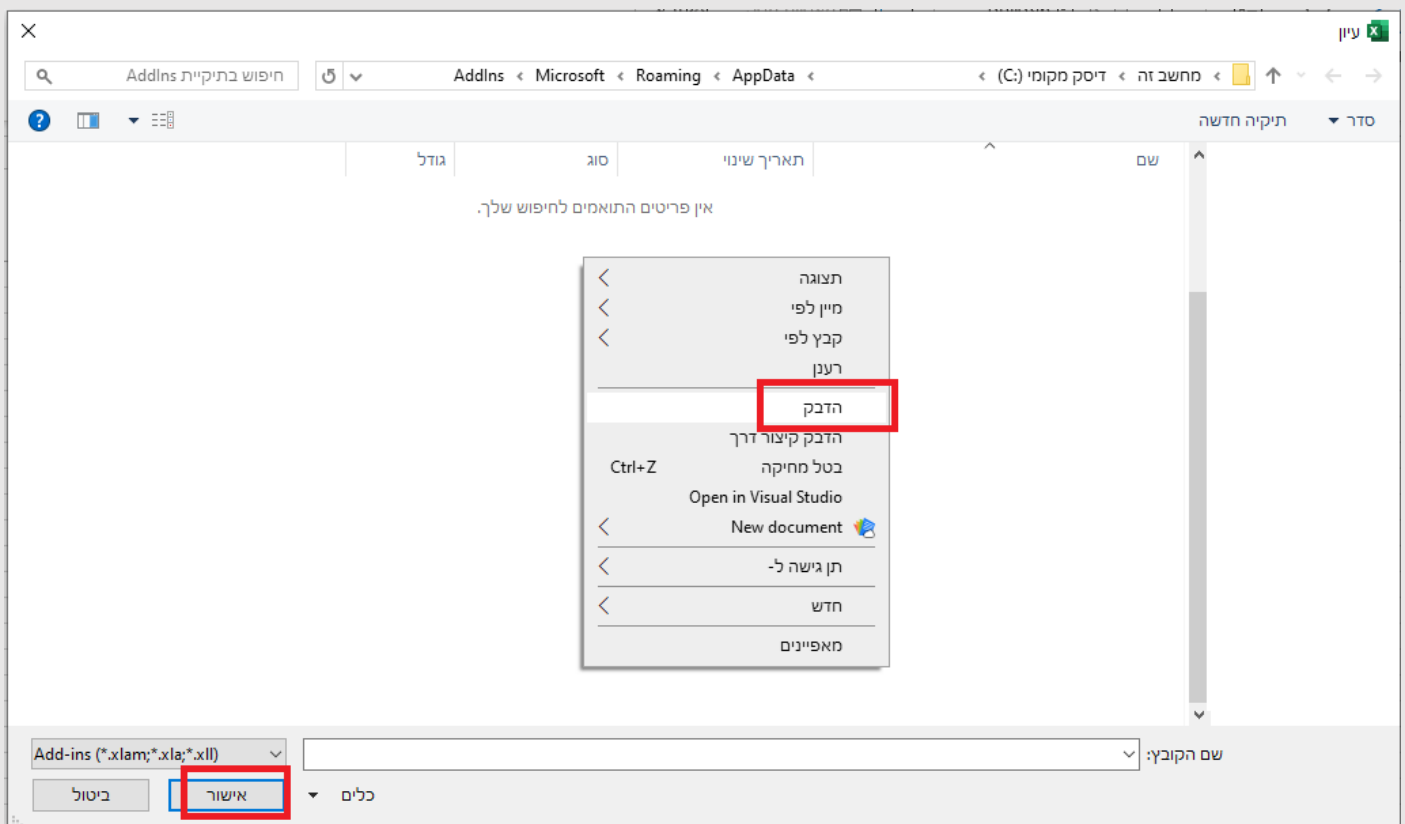 עיון
מחשב זה › דיסק מקומי (C:) › ‹ AppData › Roaming › Microsoft › AddIns
חיפוש בתיקיית AddIns
סדר
תיקיה חדשה
שם
תאריך שינוי
סוג
גודל
אין פריטים התואמים לחיפוש שלך.
תצוגה
מיין לפי
קבץ לפי
רענן
הדבק
הדבק קיצור דרך
בטל מחיקה Ctrl+Z
Open in Visual Studio
New document
תן גישה ל-
חדש
מאפיינים
שם הקובץ:
Add-ins (*.xlam;*.xla;*.xll)
כלים
אישור
ביטול